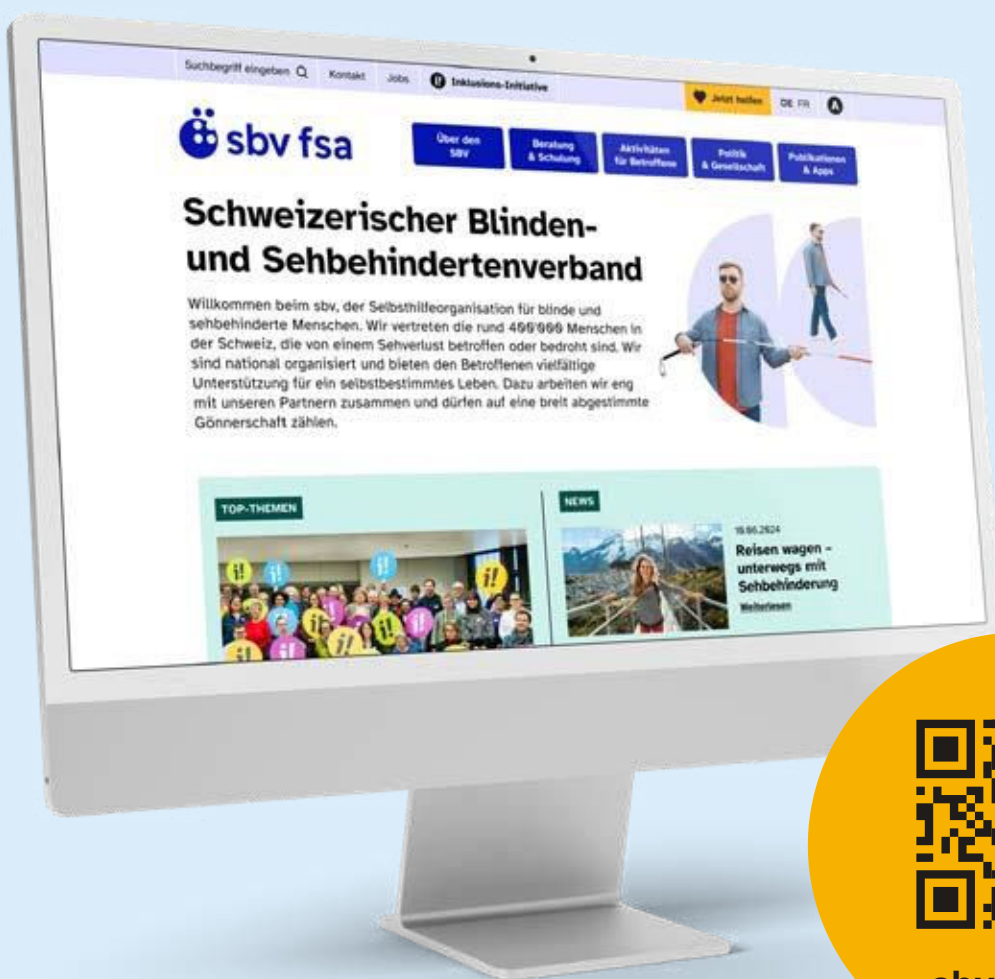 Suchbegriff eingeben
Kontakt
Jobs
Inklusions-Initiative
Jetzt helfen
DE FR
A
sbv fsa
Über den
SBV
Beratung
& Schulung
Aktivitäten
für Betroffene
Politik
& Gesellschaft
Publikationen
& Apps
Schweizerischer Blinden-
und Sehbehindertenverband
Willkommen beim sbv, der Selbsthilfeorganisation für blinde und
sehbehinderte Menschen. Wir vertreten die rund 400'000 Menschen in
der Schweiz, die von einem Sehverlust betroffen oder bedroht sind. Wir
sind national organisiert und bieten den Betroffenen vielfältige
Unterstützung für ein selbstbestimmtes Leben. Dazu arbeiten wir eng
mit unseren Partnern zusammen und dürfen auf eine breit abgestimmte
Gönnerschaft zählen.
TOP-THEMEN
i!
i!
i!
i!
i!
i!
i!
i!
NEWS
Reisen wagen –
unterwegs mit
Sehbehinderung
Weiterlesen